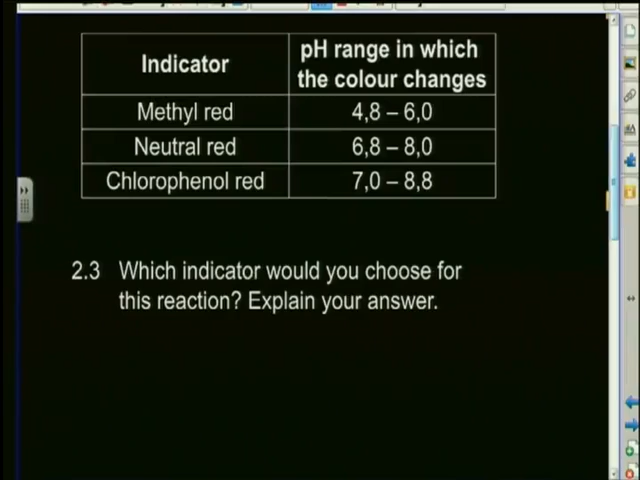 Indicator
pH range in which
the colour changes
Methyl red
4,8 – 6,0
Neutral red
6,8 – 8,0
Chlorophenol red
7,0 – 8,8
2.3 Which indicator would you choose for
this reaction? Explain your answer.